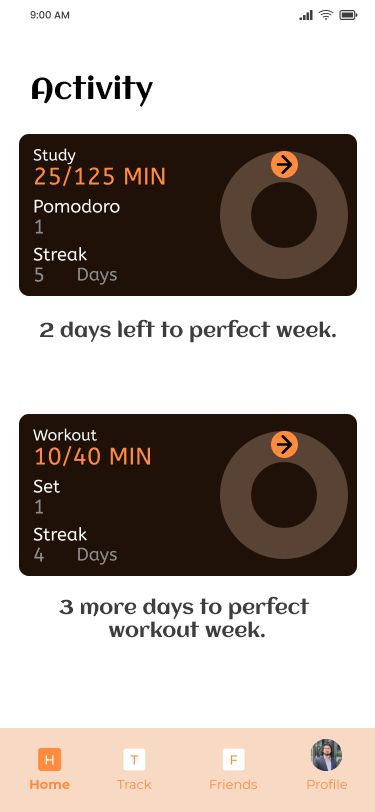 9:00 AM
Activity
Study
25/125 MIN
Pomodoro
1
Streak
5 Days
2 days left to perfect week.
Workout
10/40 MIN
Set
1
Streak
4 Days
3 more days to perfect
workout week.
H T F
Home Track Friends Profile